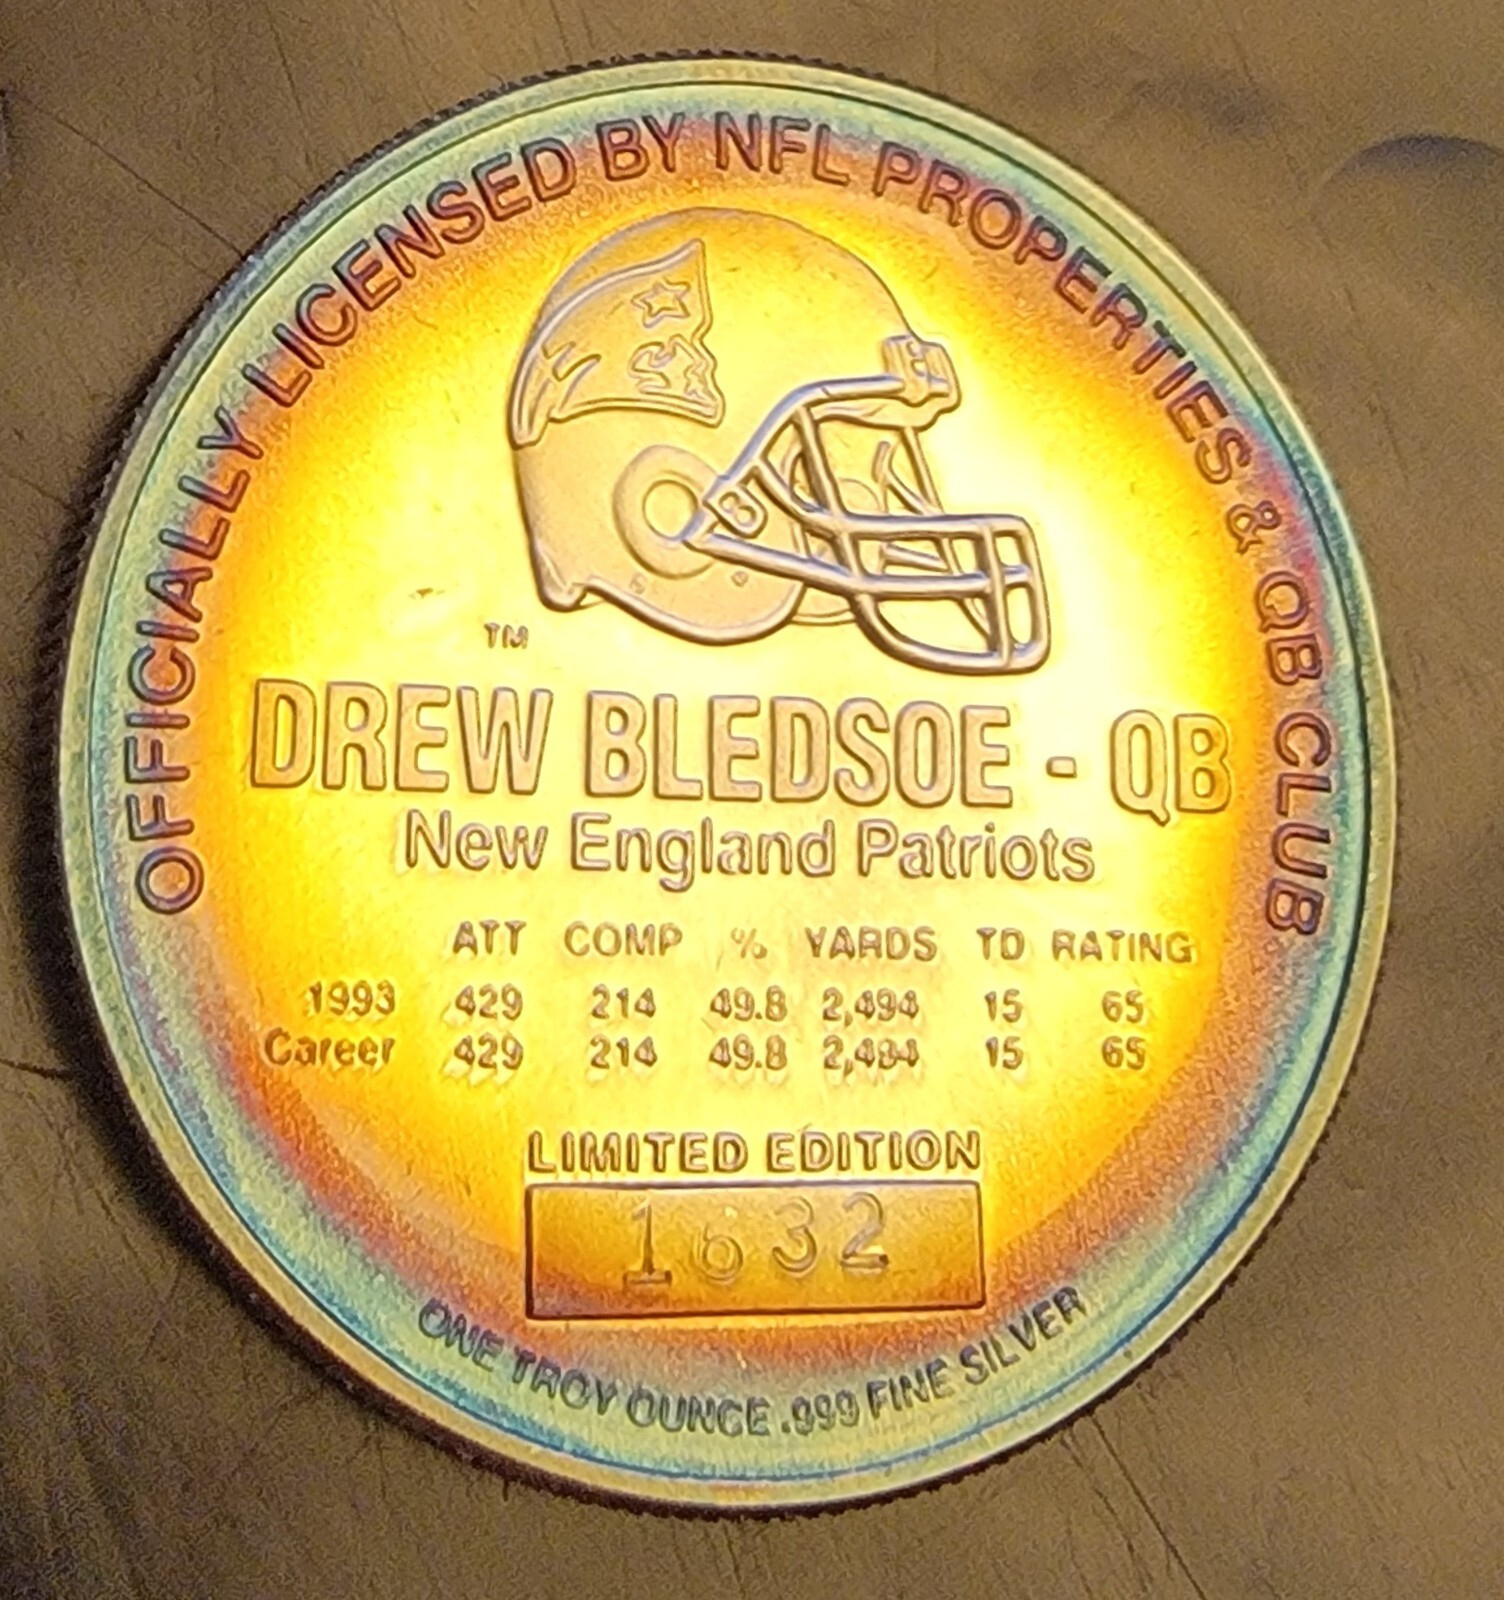 OFFICIALLY LICENSED BY NFL PROPERTIES & QB CLUB
TM
DREW BLEDSOE - QB
New England Patriots
ATT COMP % YARDS TD RATING
1993 429 214 49.8 2,494 15 65
Career 429 214 49.8 2,494 15 65
LIMITED EDITION
1632
ONE TROY OUNCE .999 FINE SILVER